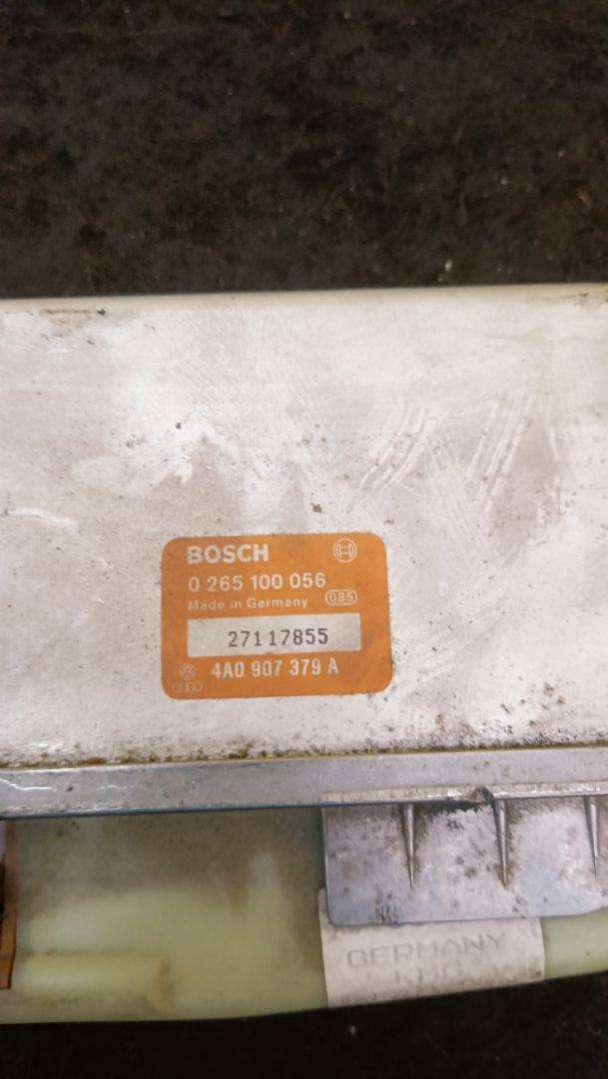 BOSCH
0 265 100 056
Made in Germany 085
27117855
4A0 907 379 A
GERMANY